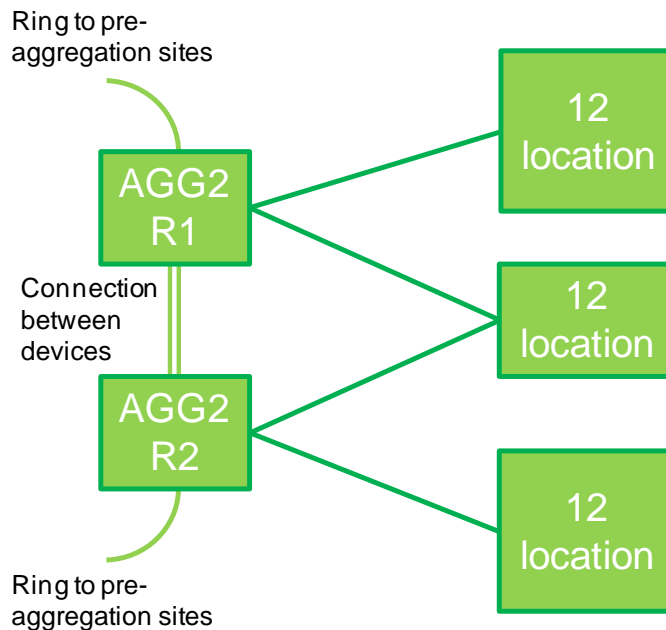 Ring to pre-
aggregation sites
12
location
AGG2
R1
Connection
between
devices
12
location
AGG2
R2
12
location
Ring to pre-
aggregation sites